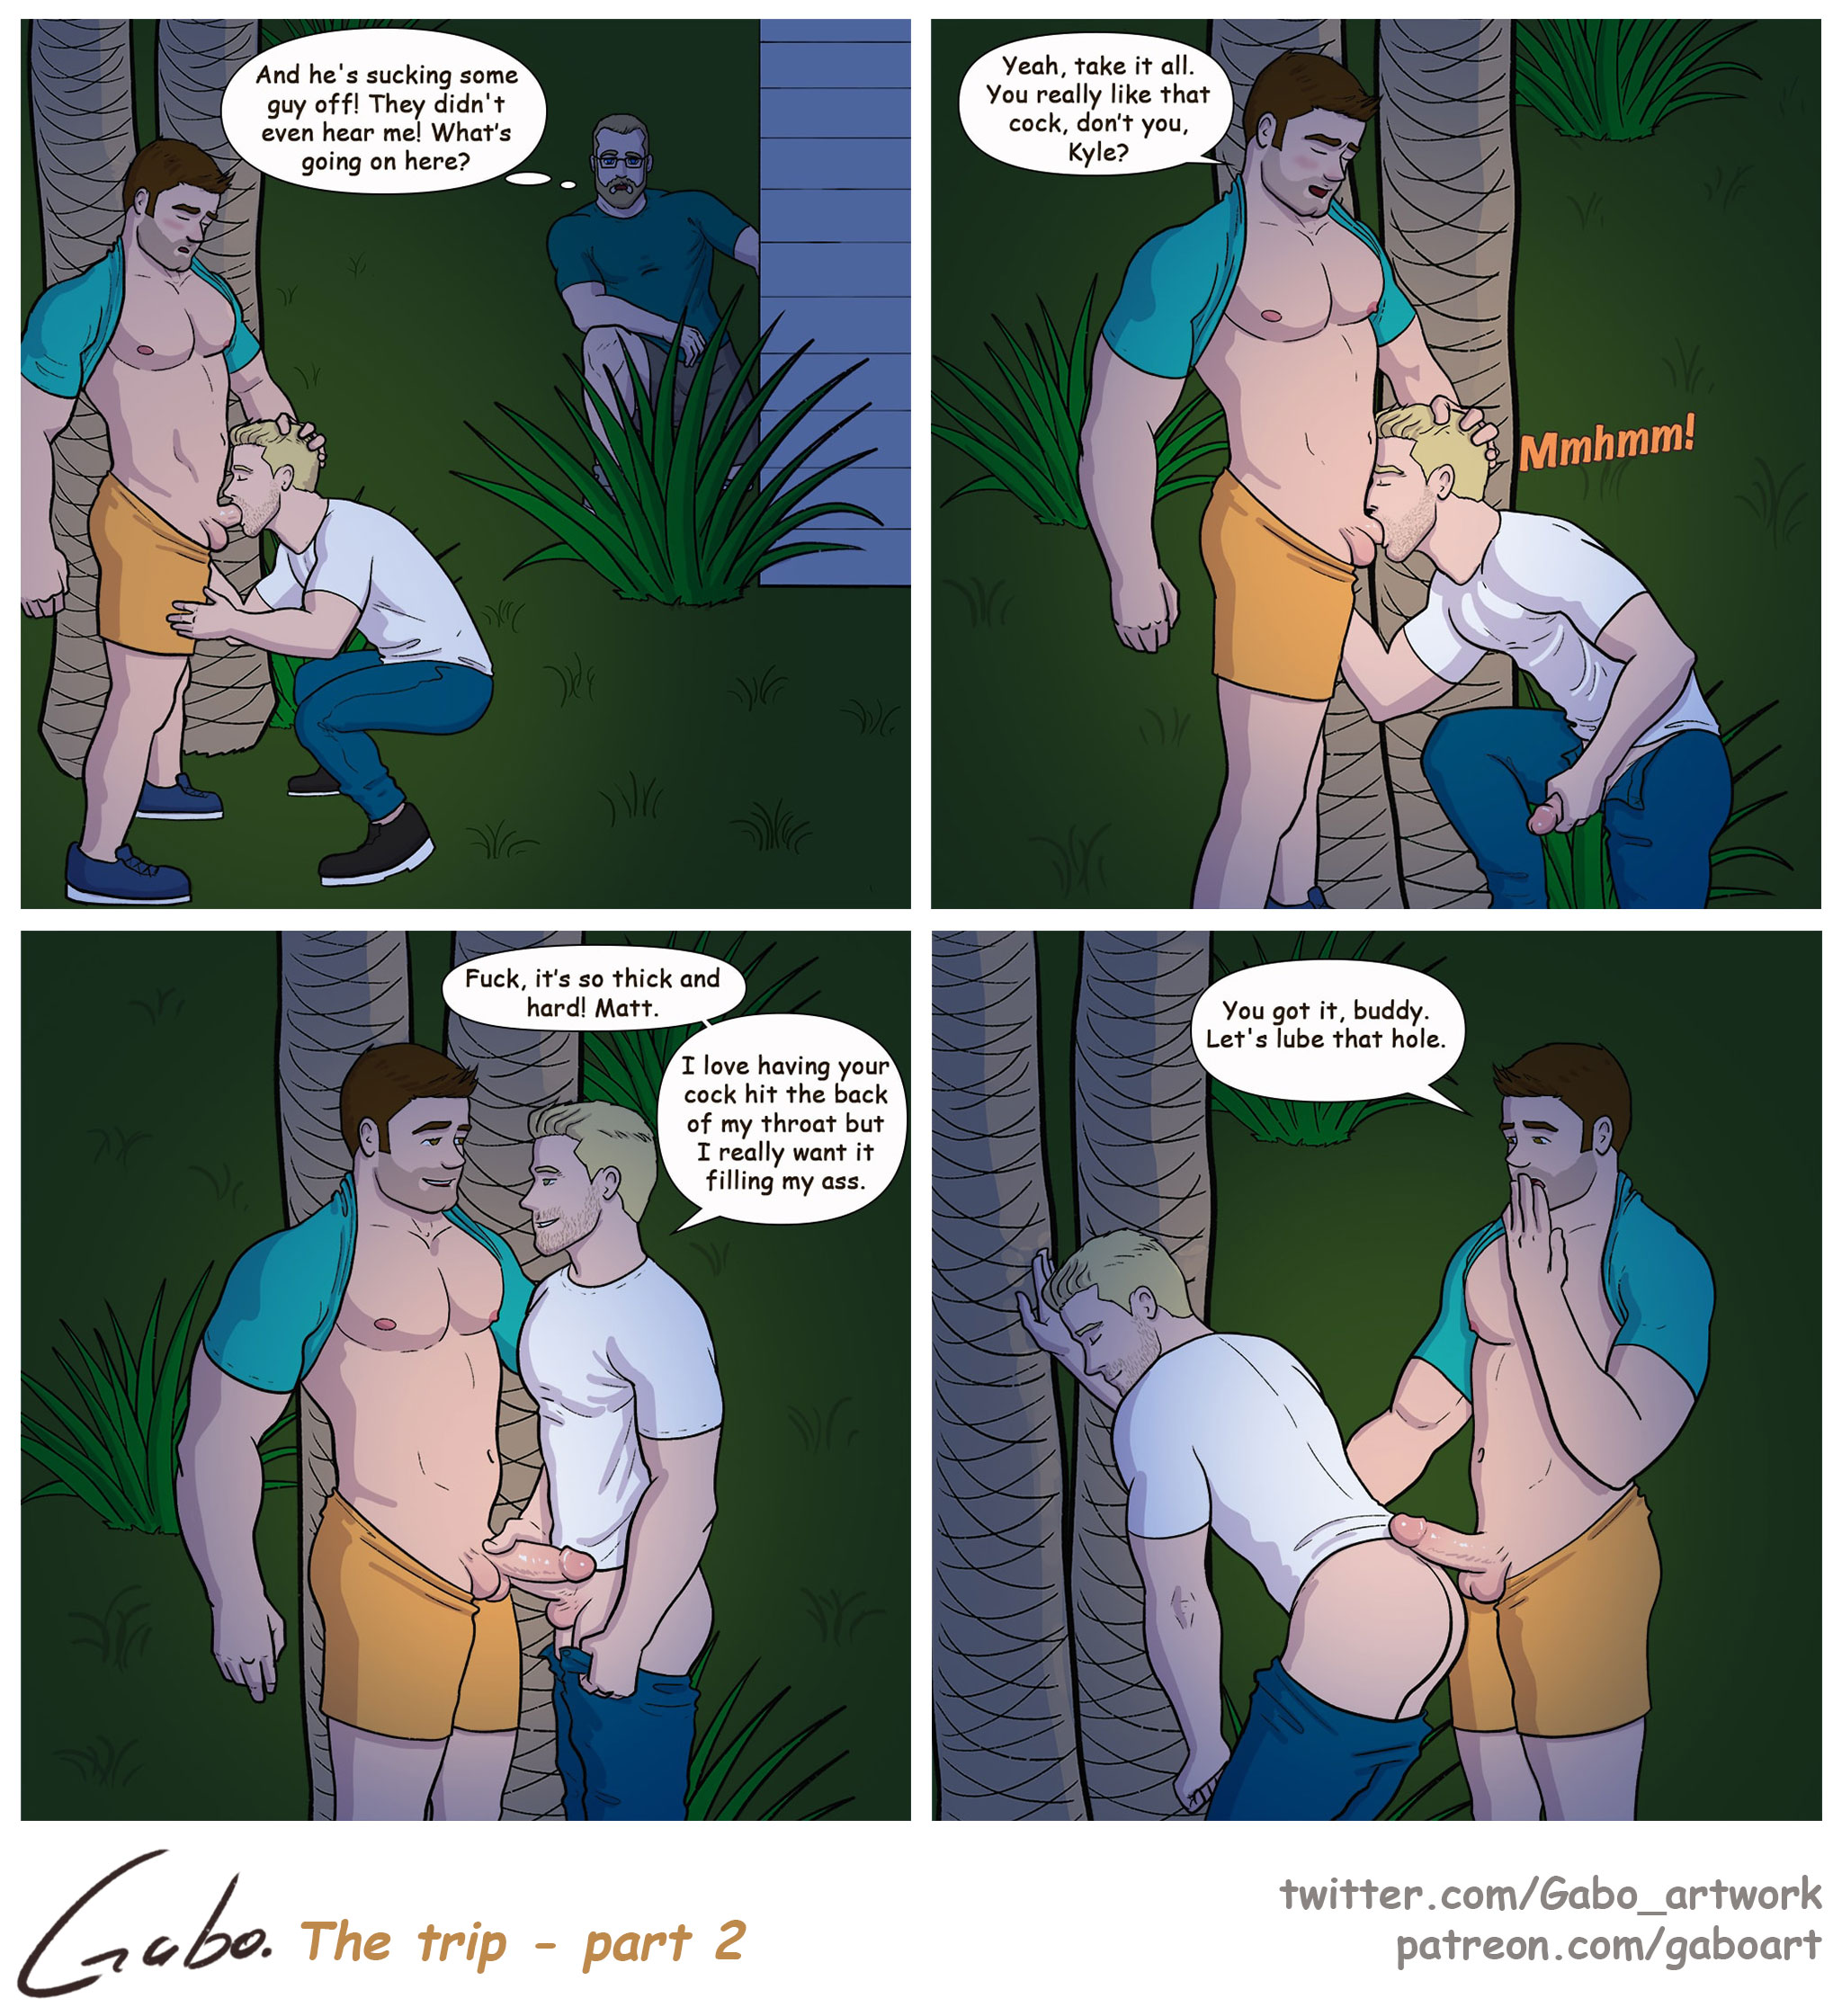 And he's sucking some
guy off! They didn't
even hear me! What's
going on here?
Yeah, take it all.
You really like that
cock, don't you,
Kyle?
Mmhmm!
Fuck, it's so thick and
hard! Matt.
I love having your
cock hit the back
of my throat but
I really want it
filling my ass.
You got it, buddy.
Let's lube that hole.
Gabo. The trip - part 2
twitter.com/Gabo_artwork
patreon.com/gaboart